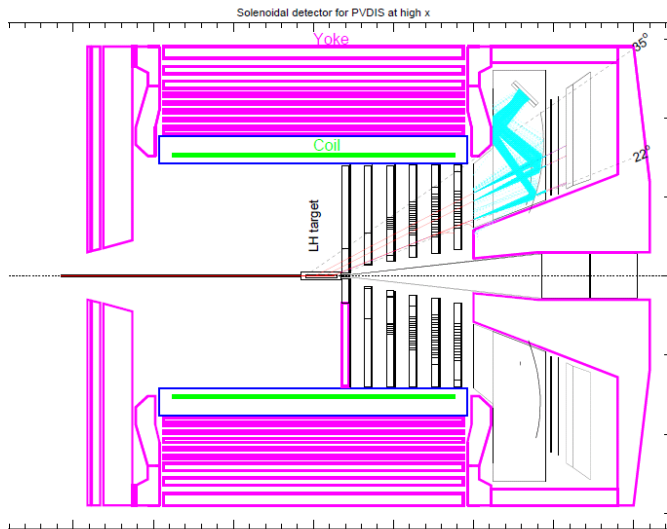 Solenoidal detector for PVDIS at high x
Yoke
35°
Coil
22°
LH target